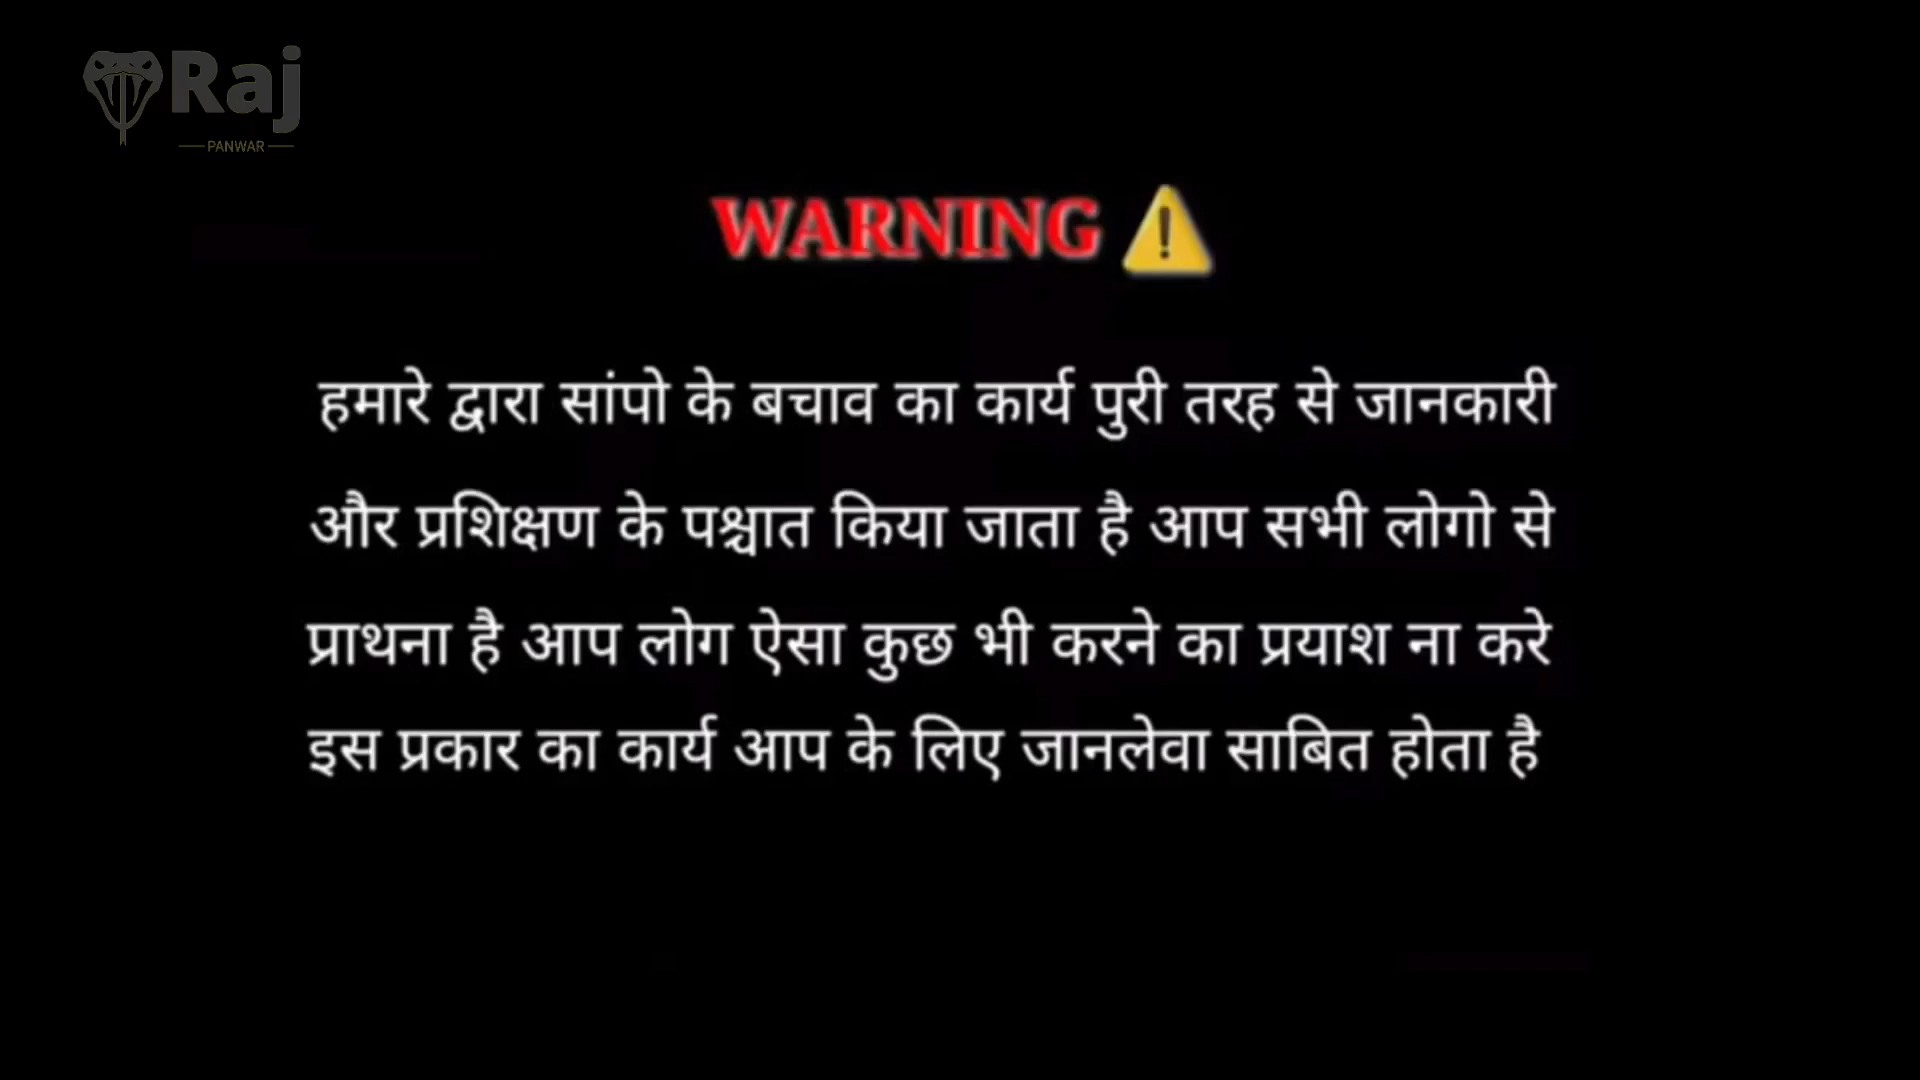 Raj
PANWAR
WARNING ⚠️
हमारे द्वारा सांपो के बचाव का कार्य पुरी तरह से जानकारी
और प्रशिक्षण के पश्चात किया जाता है आप सभी लोगो से
प्राथना है आप लोग ऐसा कुछ भी करने का प्रयाश ना करे
इस प्रकार का कार्य आप के लिए जानलेवा साबित होता है